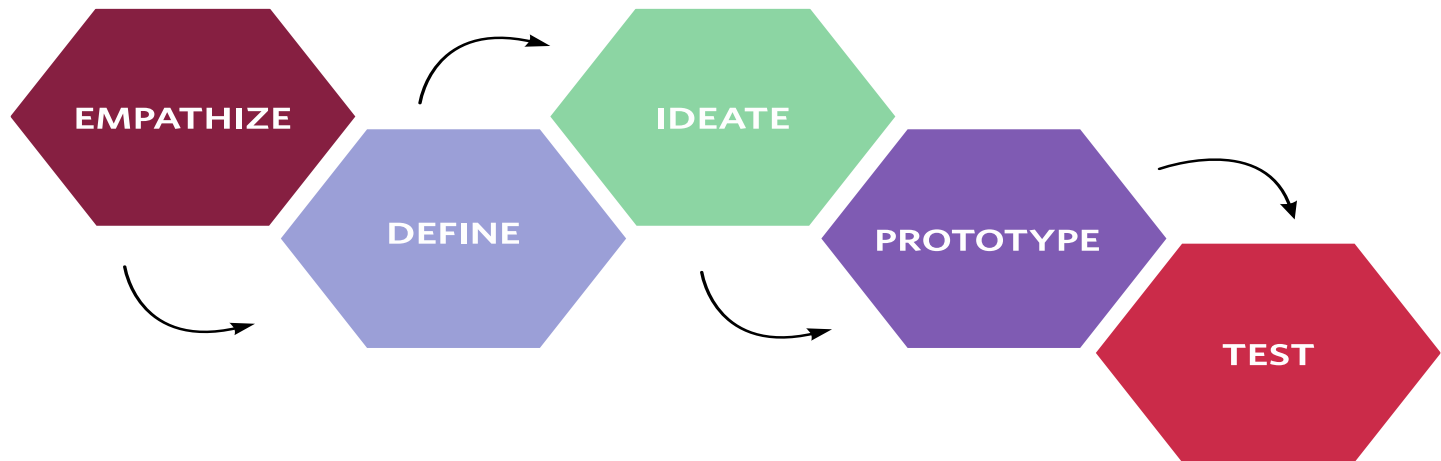 EMPATHIZE
DEFINE
IDEATE
PROTOTYPE
TEST